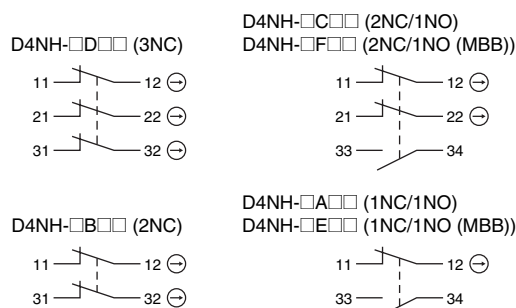 D4NH-□D□□ (3NC)
11 12
21 22
31 32
D4NH-□C□□ (2NC/1NO)
D4NH-□F□□ (2NC/1NO (MBB))
11 12
21 22
33 34
D4NH-□B□□ (2NC)
11 12
31 32
D4NH-□A□□ (1NC/1NO)
D4NH-□E□□ (1NC/1NO (MBB))
11 12
33 34